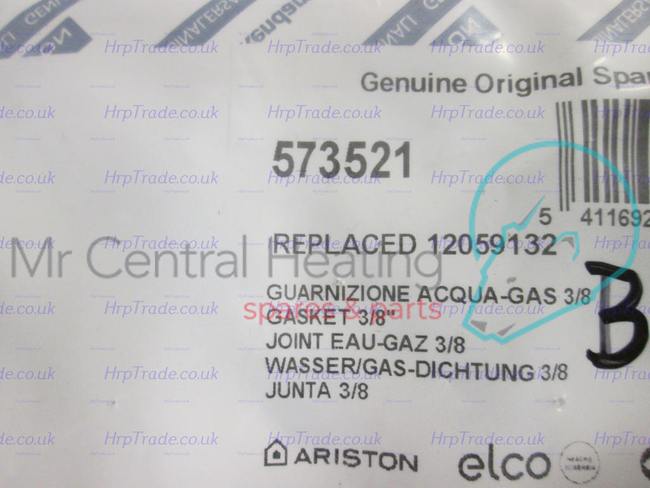 Genuine Original Spar
573521
5 411692
REPLACED 12059132
Mr Central Heating
GUARNIZIONE ACQUA-GAS 3/8
spares & parts
GASKET 3/8"
JOINT EAU-GAZ 3/8
WASSER/GAS-DICHTUNG 3/8
JUNTA 3/8
B
ARISTON elco
HrpTrade.co.uk